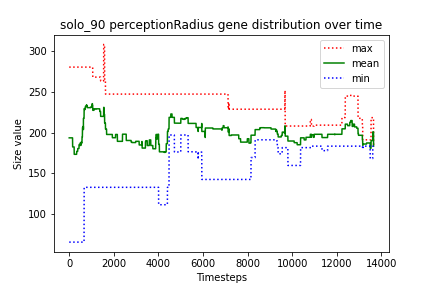 solo_90 perceptionRadius gene distribution over time
max
mean
min
Size value
300
250
200
150
100
0
2000
4000
6000
8000
10000
12000
14000
Timesteps